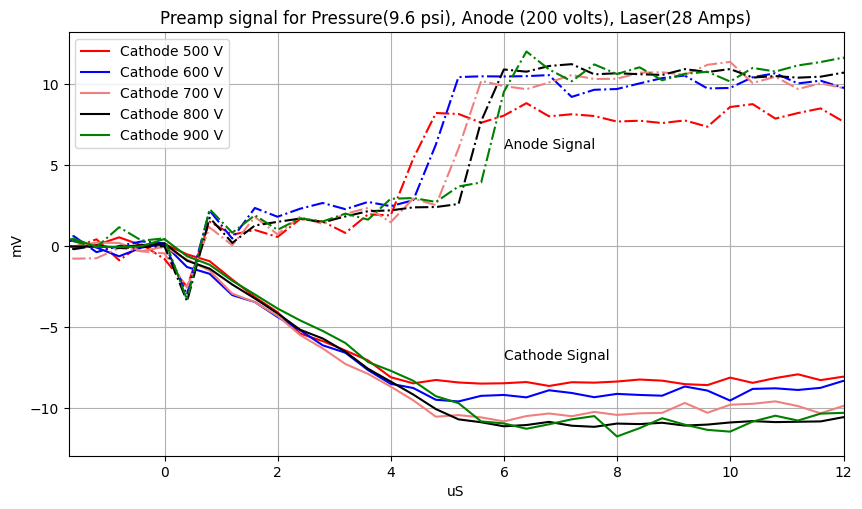 Preamp signal for Pressure(9.6 psi), Anode (200 volts), Laser(28 Amps)
Cathode 500 V
Cathode 600 V
Cathode 700 V
Cathode 800 V
Cathode 900 V
10
5
0
−5
−10
mV
Anode Signal
Cathode Signal
0
2
4
6
8
10
12
uS